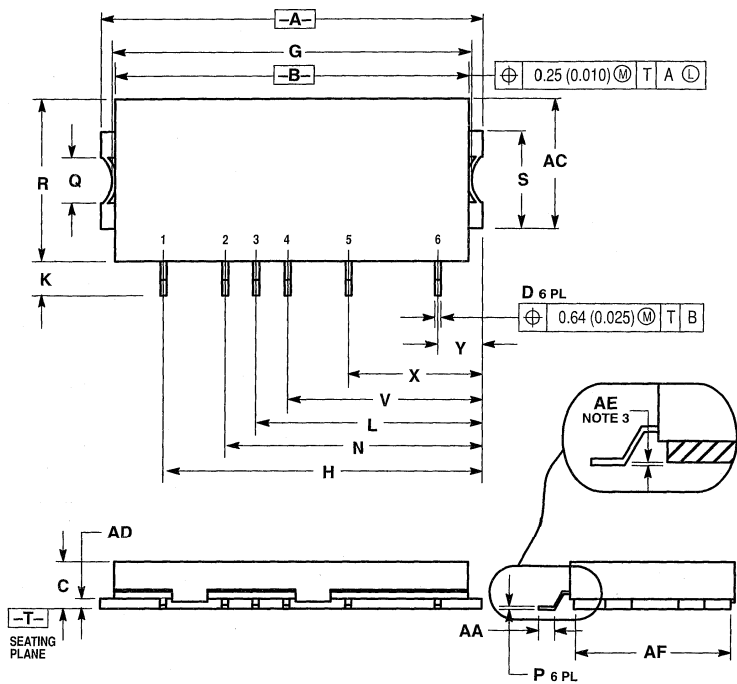 –A–
G
–B–
⌖ 0.25 (0.010) Ⓜ T A Ⓛ
R
Q
S
AC
1 2 3 4 5 6
K
D 6 PL
⌖ 0.64 (0.025) Ⓜ T B
Y
X
V
L
N
H
AE
NOTE 3
AD
C
–T–
SEATING
PLANE
AA
AF
P 6 PL